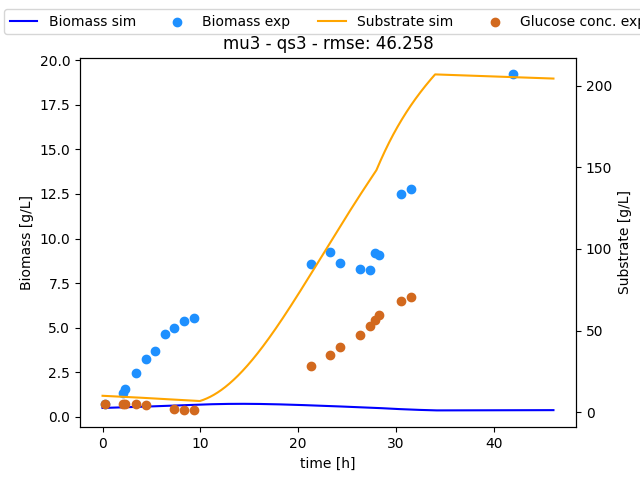 Biomass sim Biomass exp Substrate sim Glucose conc. exp
mu3 - qs3 - rmse: 46.258
20.0
17.5
15.0
12.5
10.0
7.5
5.0
2.5
0.0
Biomass [g/L]
200
150
100
50
0
Substrate [g/L]
0 10 20 30 40
time [h]